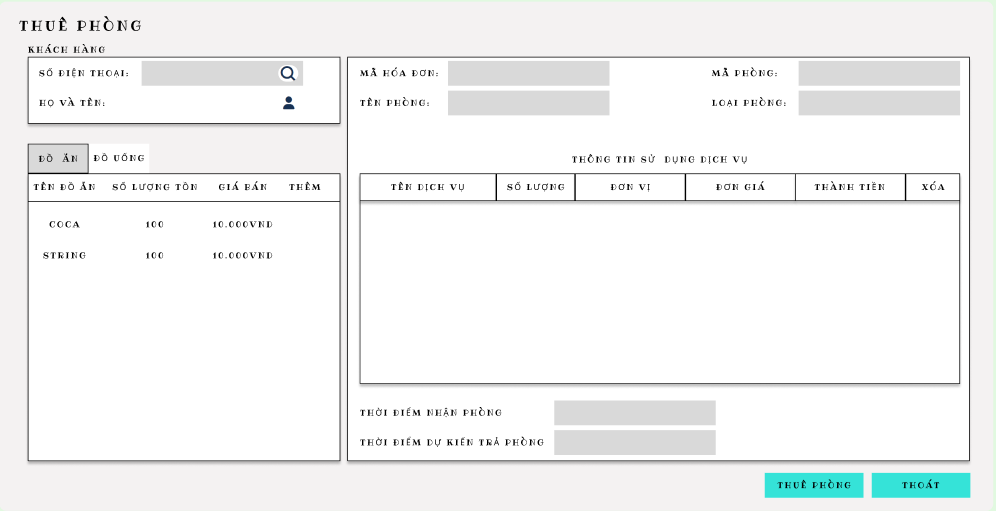 THUÊ PHÒNG
KHÁCH HÀNG
SỐ ĐIỆN THOẠI:
HỌ VÀ TÊN:
ĐỒ ĂN ĐỒ UỐNG
TÊN ĐỒ ĂN SỐ LƯỢNG TỒN GIÁ BÁN THÊM
COCA 100 10.000VND
STRING 100 10.000VND
MÃ HÓA ĐƠN: MÃ PHÒNG:
TÊN PHÒNG: LOẠI PHÒNG:
THÔNG TIN SỬ DỤNG DỊCH VỤ
TÊN DỊCH VỤ SỐ LƯỢNG ĐƠN VỊ ĐƠN GIÁ THÀNH TIỀN XÓA
THỜI ĐIỂM NHẬN PHÒNG
THỜI ĐIỂM DỰ KIẾN TRẢ PHÒNG
THUÊ PHÒNG THOÁT